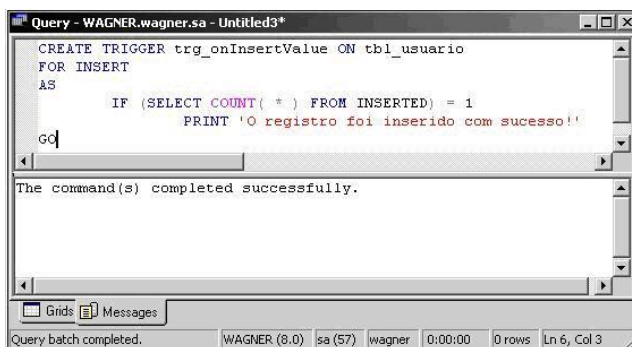 Query - WAGNER.wagner.sa - Untitled3*
CREATE TRIGGER trg_onInsertValue ON tbl_usuario
FOR INSERT
AS
IF (SELECT COUNT( * ) FROM INSERTED) = 1
PRINT 'O registro foi inserido com sucesso!'
GO
The command(s) completed successfully.
Grids Messages
Query batch completed. WAGNER (8.0) sa (57) wagner 0:00:00 0 rows Ln 6, Col 3